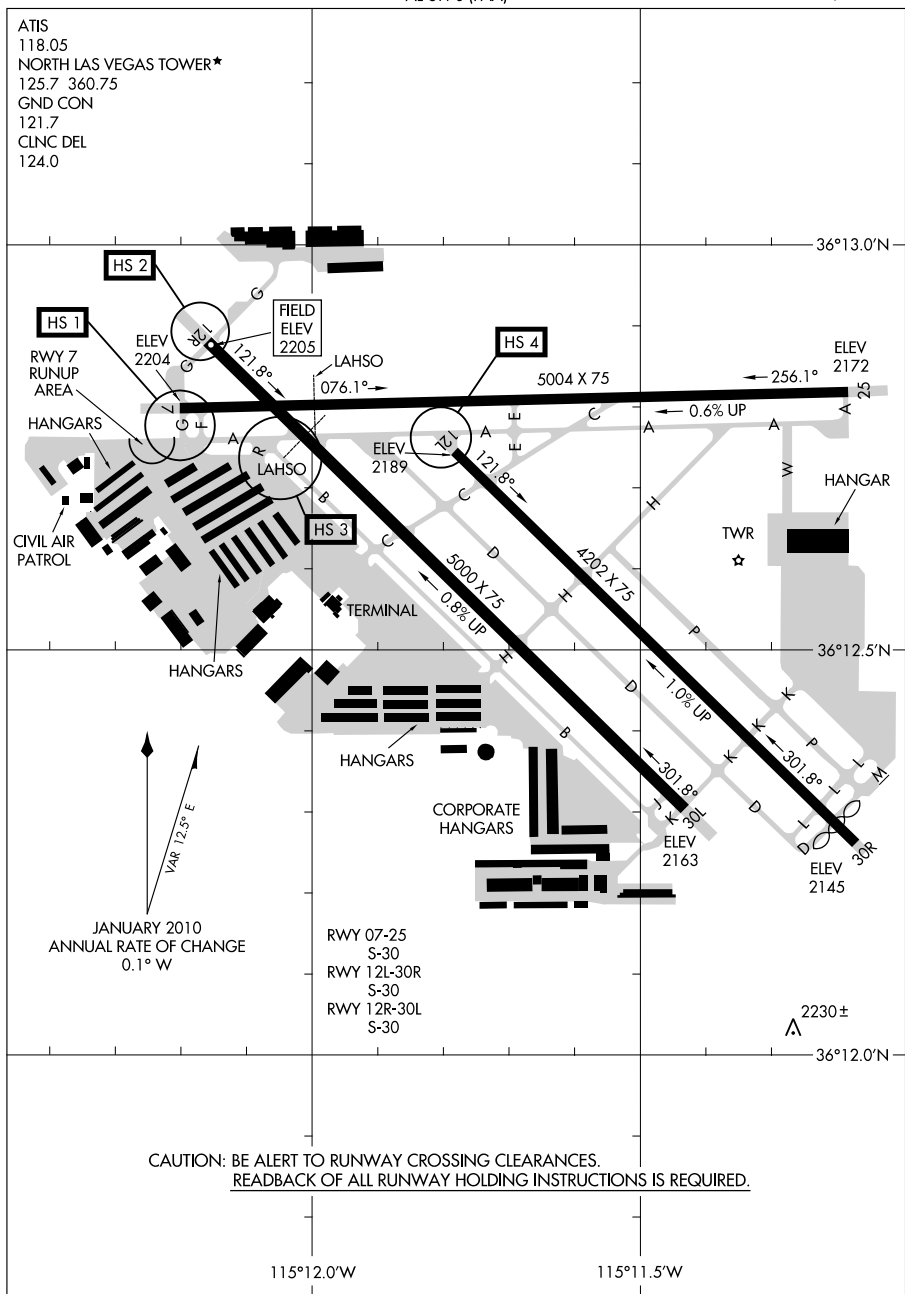 ATIS
118.05
NORTH LAS VEGAS TOWER★
125.7 360.75
GND CON
121.7
CLNC DEL
124.0
36°13.0'N
HS 2
G
HS 1
FIELD
ELEV
2205
12R
HS 4
ELEV
2204
G
RWY 7
RUNUP
AREA
121.8°
LAHSO
076.1°
5004 X 75
256.1°
ELEV
2172
0.6% UP
25
HANGARS
7
G
F
A
R
LAHSO
12L
A
E
E
C
A
A
A
ELEV
2189
121.8°
B
C
C
H
W
HANGAR
HS 3
CIVIL AIR
PATROL
D
TWR
5000 X 75
0.8% UP
4202 X 75
H
TERMINAL
P
36°12.5'N
HANGARS
H
D
1.0% UP
K
K
P
B
K
L
M
HANGARS
301.8°
301.8°
L
D
L
D
VAR 12.5° E
CORPORATE
HANGARS
K
L
30L
ELEV
2163
30R
ELEV
2145
JANUARY 2010
ANNUAL RATE OF CHANGE
0.1° W
RWY 07-25
S-30
RWY 12L-30R
S-30
RWY 12R-30L
S-30
2230 ±
36°12.0'N
CAUTION: BE ALERT TO RUNWAY CROSSING CLEARANCES.
READBACK OF ALL RUNWAY HOLDING INSTRUCTIONS IS REQUIRED.
115°12.0'W
115°11.5'W